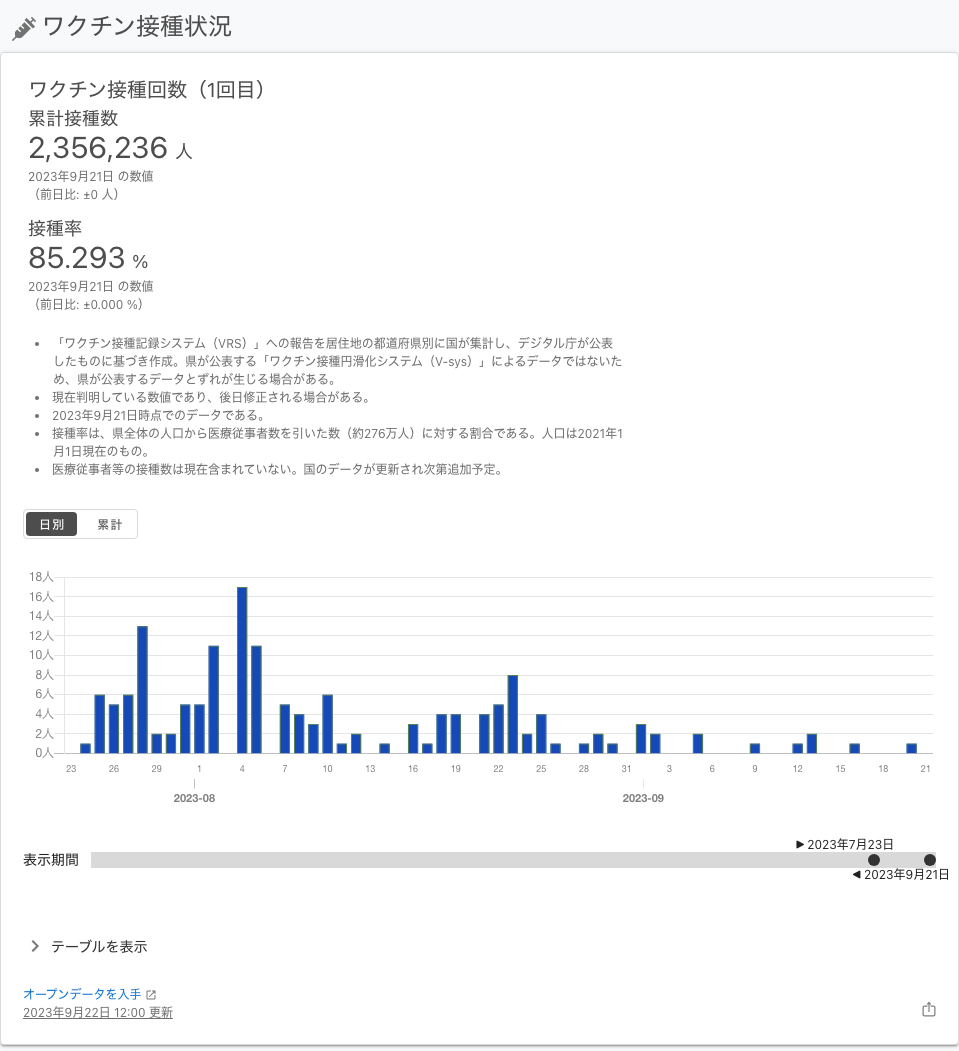 ワクチン接種状況
ワクチン接種回数（1回目）
累計接種数
2,356,236 人
2023年9月21日 の数値
（前日比: ±0 人）
接種率
85.293 %
2023年9月21日 の数値
（前日比: ±0.000 %）
• 「ワクチン接種記録システム（VRS）」への報告を居住地の都道府県別に国が集計し、デジタル庁が公表
したものに基づき作成。県が公表する「ワクチン接種円滑化システム（V-sys）」によるデータではないた
め、県が公表するデータとずれが生じる場合がある。
• 現在判明している数値であり、後日修正される場合がある。
• 2023年9月21日時点でのデータである。
• 接種率は、県全体の人口から医療従事者数を引いた数（約276万人）に対する割合である。人口は2021年1
月1日現在のもの。
• 医療従事者等の接種数は現在含まれていない。国のデータが更新され次第追加予定。
日別 累計
18人
16人
14人
12人
10人
8人
6人
4人
2人
0人
23 26 29 1 4 7 10 13 16 19 22 25 28 31 3 6 9 12 15 18 21
2023-08 2023-09
▶ 2023年7月23日
表示期間
◀ 2023年9月21日
テーブルを表示
オープンデータを入手
2023年9月22日 12:00 更新